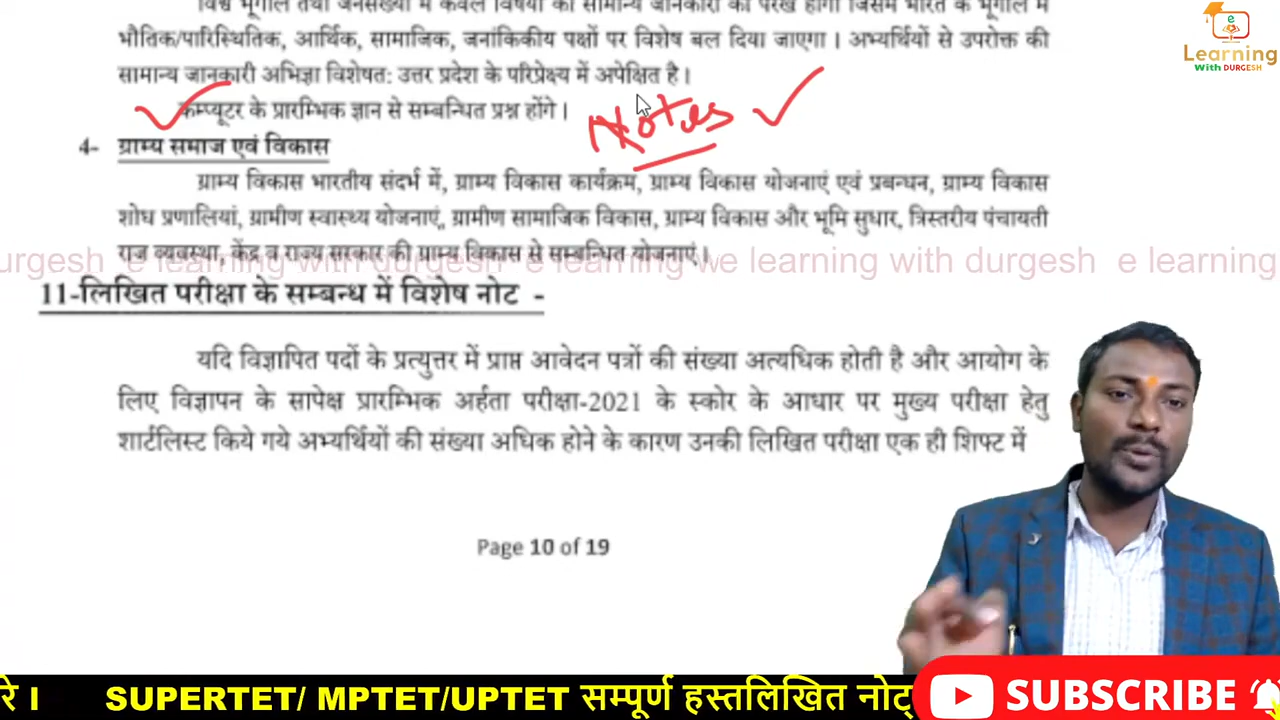 विश्व भूगोल तथा जनसंख्या में केवल विषयों की सामान्य जानकारी की परख होगी जिसमें भारत के भूगोल में
e
Learning
With DURGESH
भौतिक/पारिस्थितिक, आर्थिक, सामाजिक, जनांकिकीय पक्षों पर विशेष बल दिया जाएगा । अभ्यर्थियों से उपरोक्त की
सामान्य जानकारी अभिज्ञा विशेषत: उत्तर प्रदेश के परिप्रेक्ष्य में अपेक्षित है।
कम्प्यूटर के प्रारम्भिक ज्ञान से सम्बन्धित प्रश्न होंगे ।
Notes
4- ग्राम्य समाज एवं विकास
ग्राम्य विकास भारतीय संदर्भ में, ग्राम्य विकास कार्यक्रम, ग्राम्य विकास योजनाएं एवं प्रबन्धन, ग्राम्य विकास
शोध प्रणालियां, ग्रामीण स्वास्थ्य योजनाएं, ग्रामीण सामाजिक विकास, ग्राम्य विकास और भूमि सुधार, त्रिस्तरीय पंचायती
राज व्यवस्था, केंद्र व राज्य सरकार की ग्राम्य विकास से सम्बन्धित योजनाएं ।
urgesh e learning with durgesh e learning we learning with durgesh e learning
11-लिखित परीक्षा के सम्बन्ध में विशेष नोट -
यदि विज्ञापित पदों के प्रत्युत्तर में प्राप्त आवेदन पत्रों की संख्या अत्यधिक होती है और आयोग के
लिए विज्ञापन के सापेक्ष प्रारम्भिक अर्हता परीक्षा-2021 के स्कोर के आधार पर मुख्य परीक्षा हेतु
शार्टलिस्ट किये गये अभ्यर्थियों की संख्या अधिक होने के कारण उनकी लिखित परीक्षा एक ही शिफ्ट में
Page 10 of 19
रे । SUPERTET/ MPTET/UPTET सम्पूर्ण हस्तलिखित नोट्
SUBSCRIBE